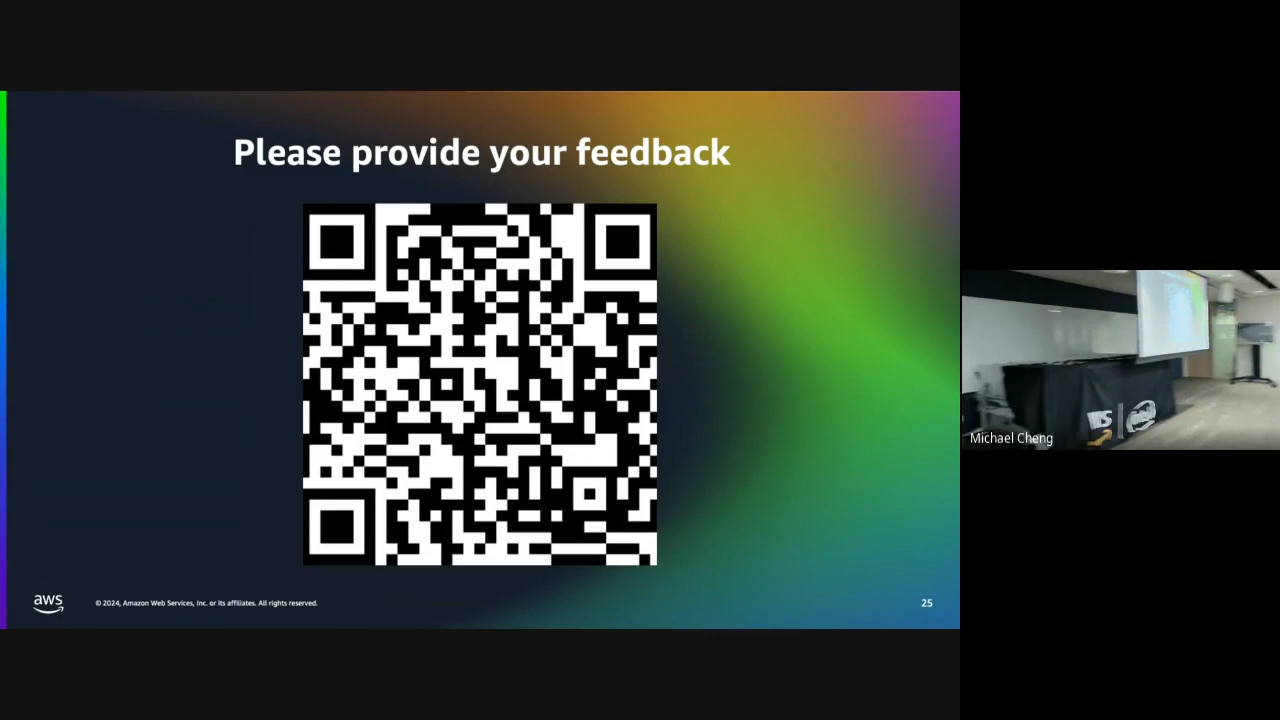 Please provide your feedback
aws
© 2024, Amazon Web Services, Inc. or its affiliates. All rights reserved.
25
Michael Cheng